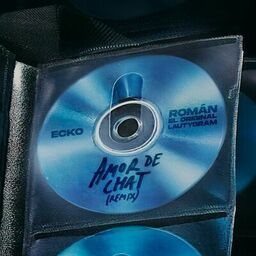 ECKO
ROMÁN
EL ORIGINAL
LAUTYGRAM
AMOR DE
CHAT
(REMIX)